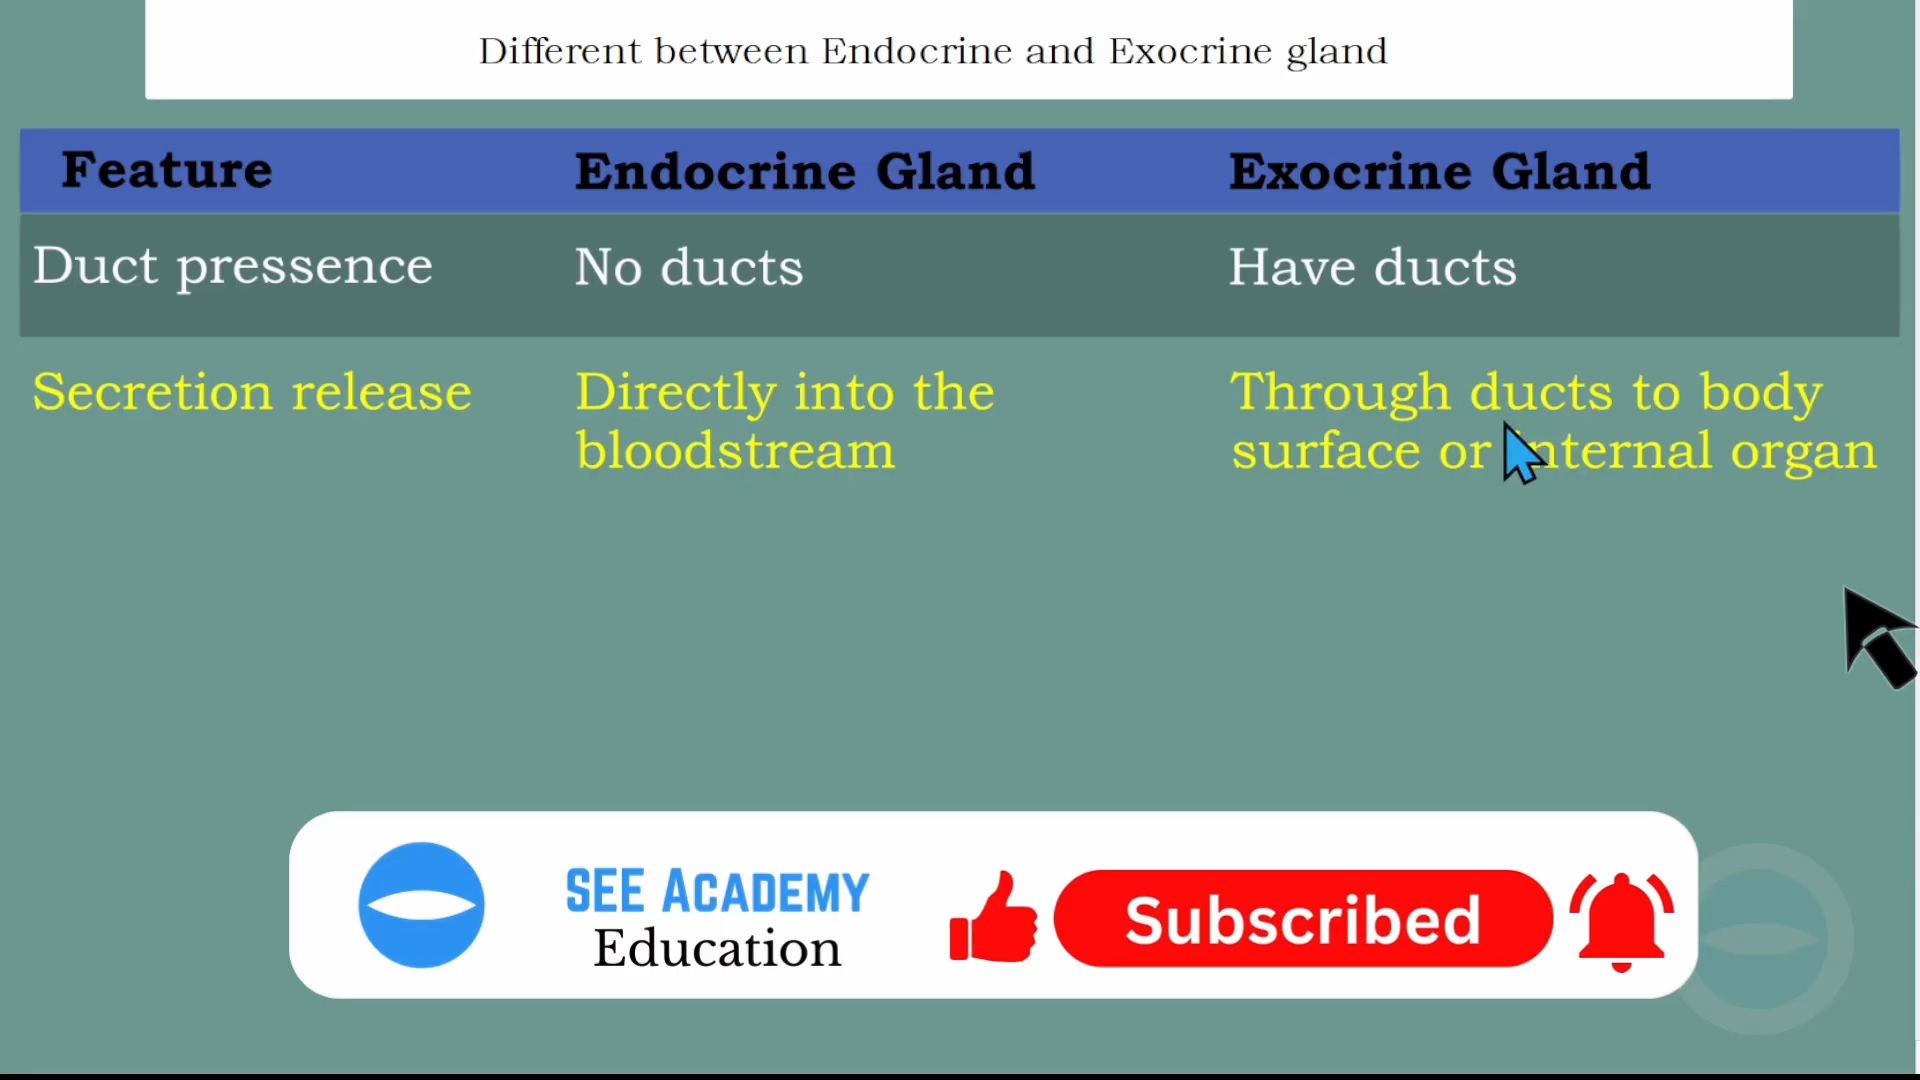 Different between Endocrine and Exocrine gland
Feature Endocrine Gland Exocrine Gland
Duct pressence No ducts Have ducts
Secretion release Directly into the Through ducts to body
bloodstream surface or internal organ
SEE ACADEMY
Education
Subscribed